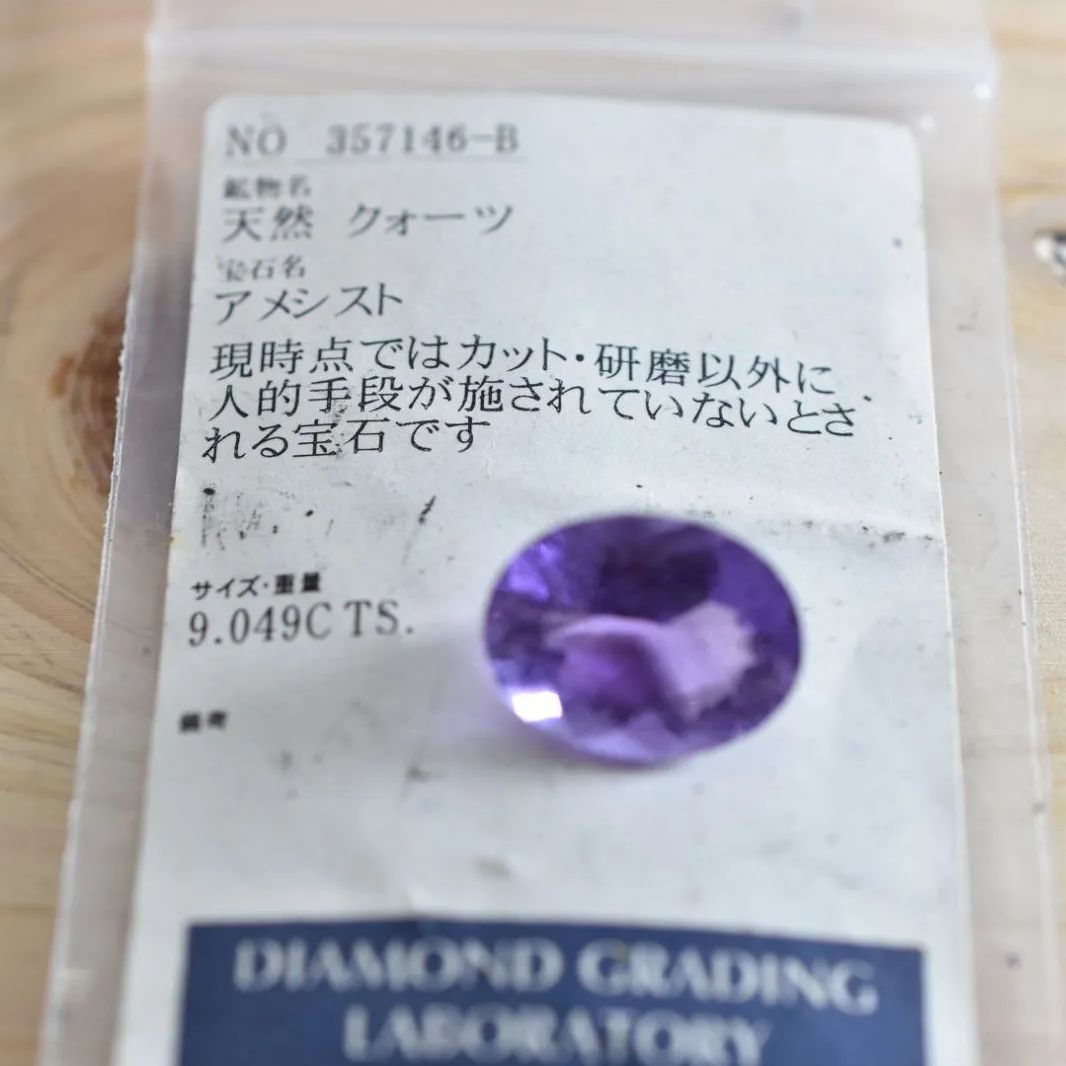 NO 357146-B
鉱物名
天然 クォーツ
宝石名
アメシスト
現時点ではカット・研磨以外に
人的手段が施されていないとさ
れる宝石です
サイズ・重量
9.049CTS.
備考
DIAMOND GRADING
LABORATORY